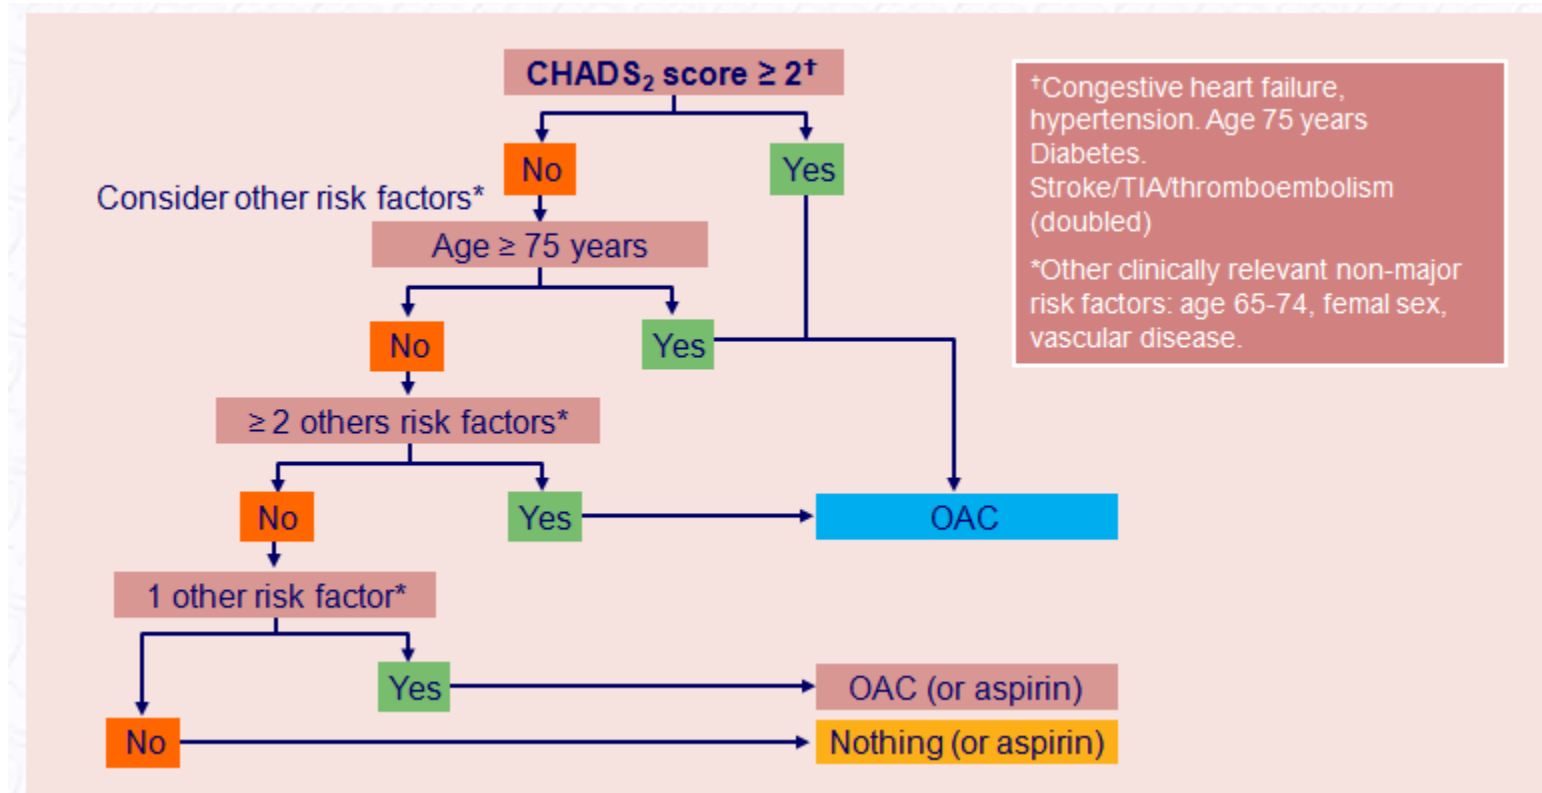 CHADS₂ score ≥ 2†
†Congestive heart failure,
hypertension. Age 75 years
Diabetes.
Stroke/TIA/thromboembolism
(doubled)
*Other clinically relevant non-major
risk factors: age 65-74, femal sex,
vascular disease.
No
Yes
Consider other risk factors*
Age ≥ 75 years
No
Yes
≥ 2 others risk factors*
No
Yes
OAC
1 other risk factor*
Yes
OAC (or aspirin)
No
Nothing (or aspirin)